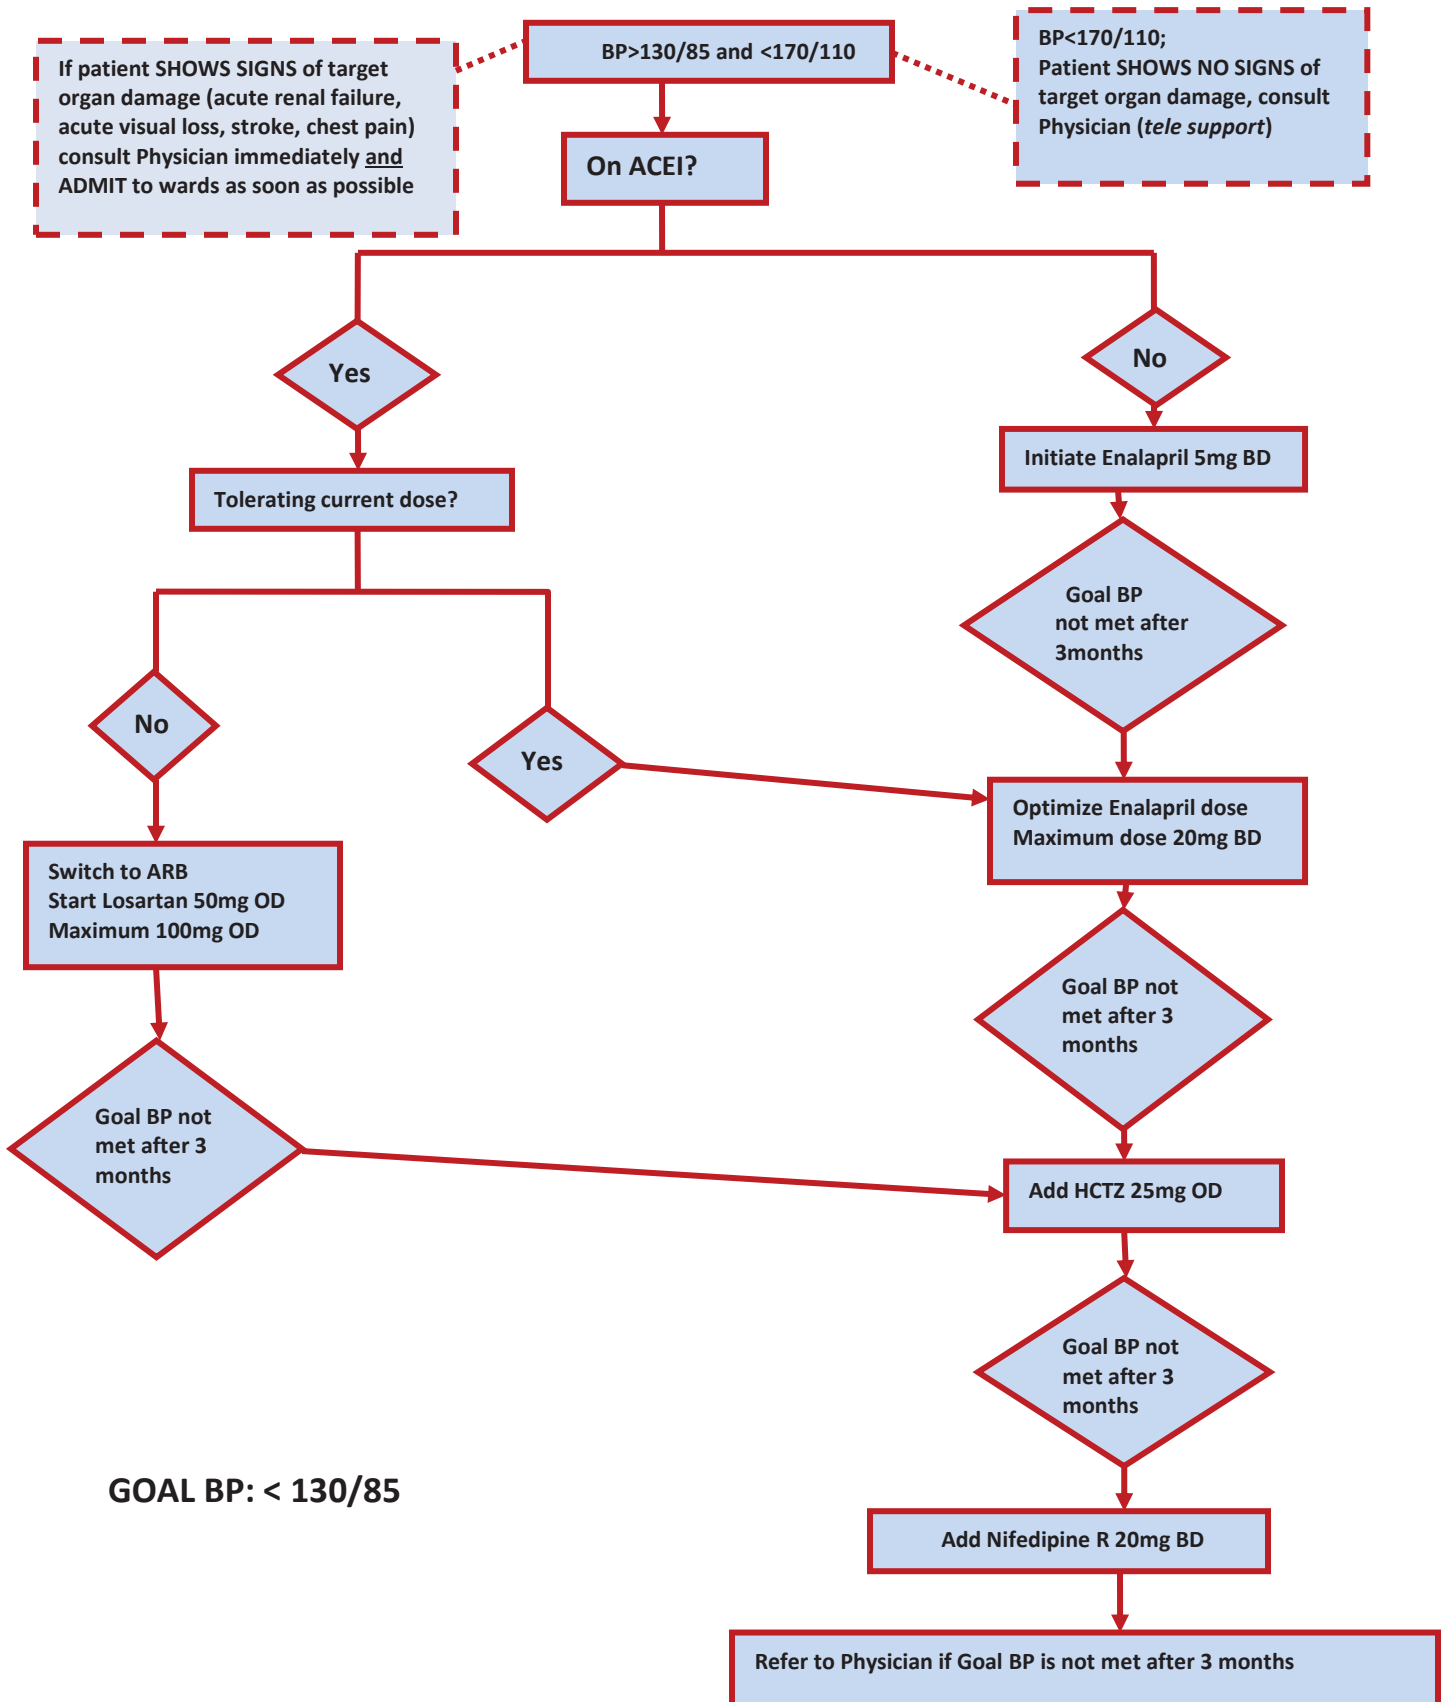 If patient SHOWS SIGNS of target
organ damage (acute renal failure,
acute visual loss, stroke, chest pain)
consult Physician immediately and
ADMIT to wards as soon as possible
BP>130/85 and <170/110
BP<170/110;
Patient SHOWS NO SIGNS of
target organ damage, consult
Physician (tele support)
On ACEI?
Yes
No
Tolerating current dose?
Initiate Enalapril 5mg BD
Goal BP
not met after
3months
No
Yes
Optimize Enalapril dose
Maximum dose 20mg BD
Switch to ARB
Start Losartan 50mg OD
Maximum 100mg OD
Goal BP not
met after 3
months
Goal BP not
met after 3
months
Add HCTZ 25mg OD
Goal BP not
met after 3
months
GOAL BP: < 130/85
Add Nifedipine R 20mg BD
Refer to Physician if Goal BP is not met after 3 months